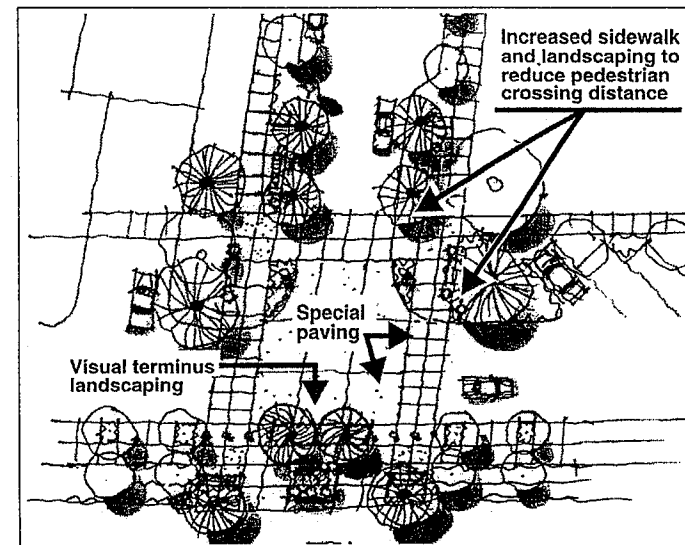 Increased sidewalk
and landscaping to
reduce pedestrian
crossing distance
Special
paving
Visual terminus
landscaping